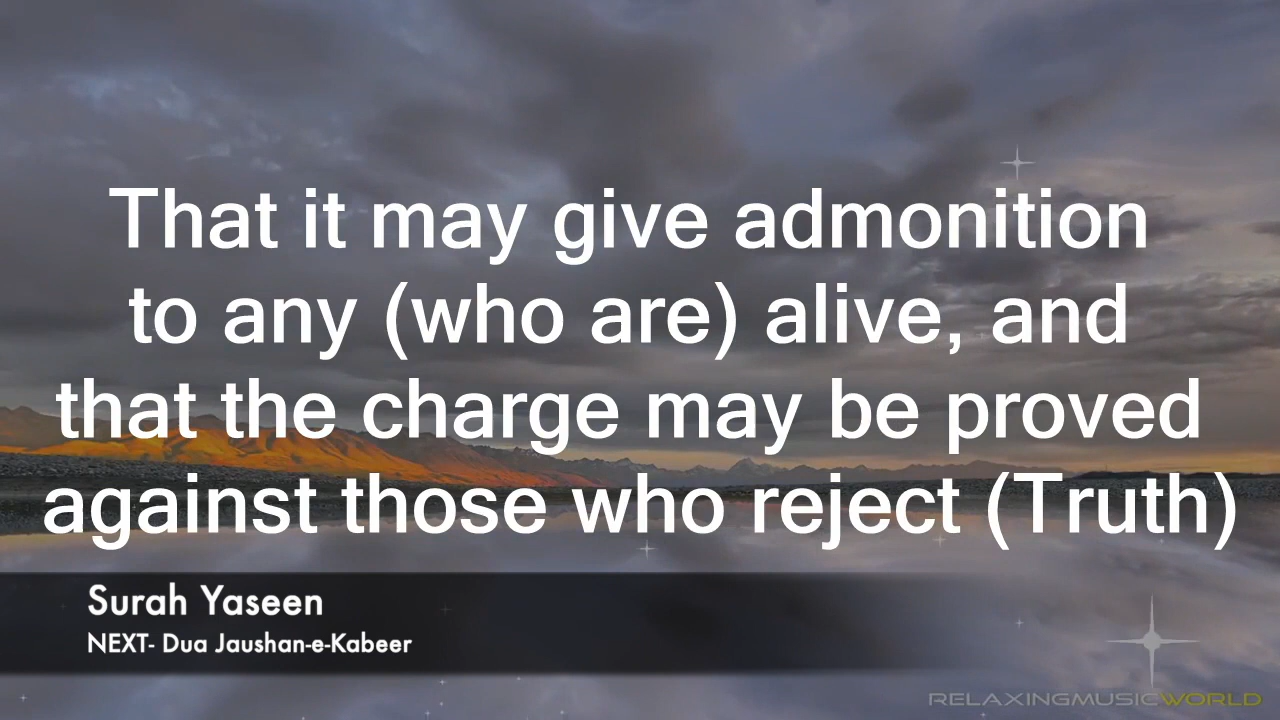 That it may give admonition
to any (who are) alive, and
that the charge may be proved
against those who reject (Truth)
Surah Yaseen
NEXT- Dua Jaushan-e-Kabeer
RELAXINGMUSICWORLD